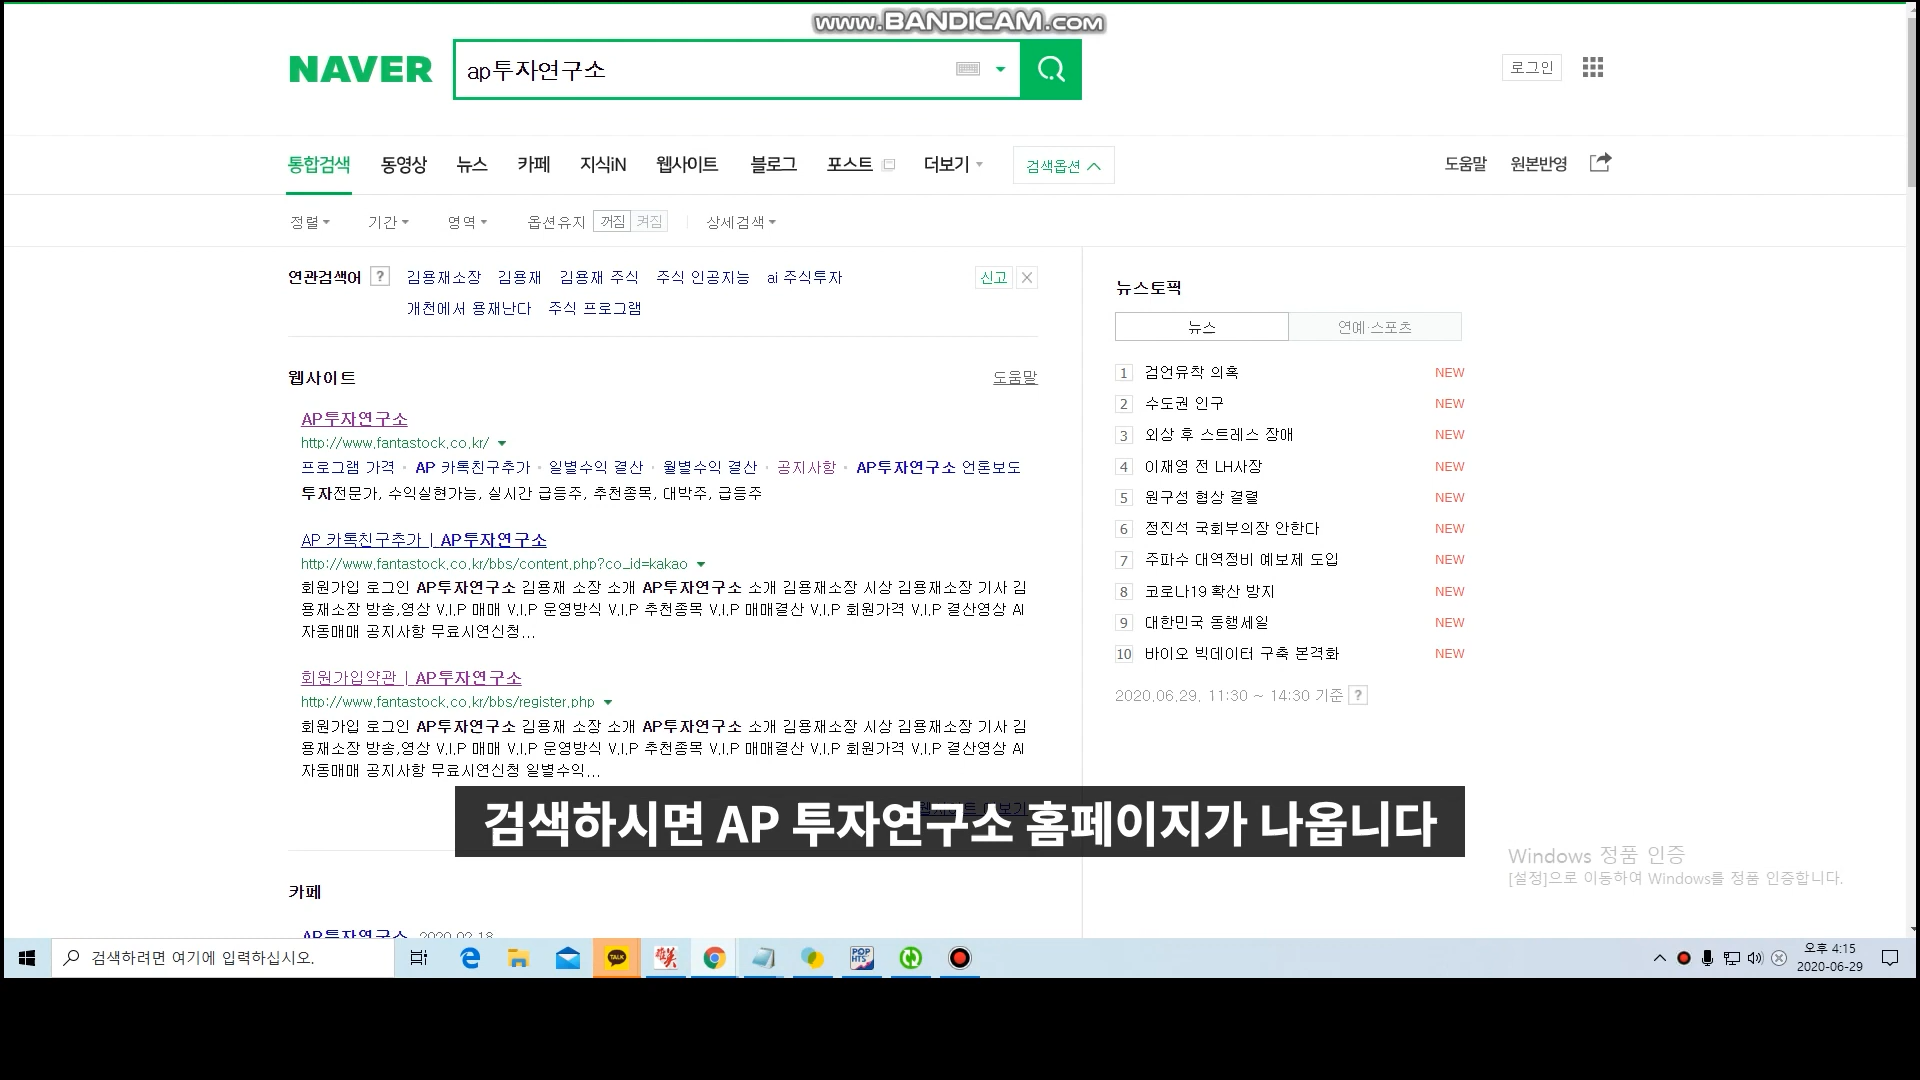 www.BANDICAM.com
NAVER
ap투자연구소
로그인
통합검색 동영상 뉴스 카페 지식iN 웹사이트 블로그 포스트 더보기 검색옵션 도움말 원본반영
정렬 기간 영역 옵션유지 꺼짐 켜짐 상세검색
연관검색어 ? 김용재소장 김용재 김용재 주식 주식 인공지능 ai 주식투자 신고
개천에서 용재난다 주식 프로그램
웹사이트 도움말
AP투자연구소
http://www.fantastock.co.kr/
프로그램 가격 · AP 카톡친구추가 · 일별수익 결산 · 월별수익 결산 · 공지사항 · AP투자연구소 언론보도
투자전문가, 수익실현가능, 실시간 급등주, 추천종목, 대박주, 급등주
AP 카톡친구추가 | AP투자연구소
http://www.fantastock.co.kr/bbs/content.php?co_id=kakao
회원가입 로그인 AP투자연구소 김용재 소장 소개 AP투자연구소 소개 김용재소장 시상 김용재소장 기사 김
용재소장 방송,영상 V.I.P 매매 V.I.P 운영방식 V.I.P 추천종목 V.I.P 매매결산 V.I.P 회원가격 V.I.P 결산영상 AI
자동매매 공지사항 무료시연신청...
회원가입약관 | AP투자연구소
http://www.fantastock.co.kr/bbs/register.php
회원가입 로그인 AP투자연구소 김용재 소장 소개 AP투자연구소 소개 김용재소장 시상 김용재소장 기사 김
용재소장 방송,영상 V.I.P 매매 V.I.P 운영방식 V.I.P 추천종목 V.I.P 매매결산 V.I.P 회원가격 V.I.P 결산영상 AI
자동매매 공지사항 무료시연신청 일별수익...
검색하시면 AP 투자연구소 홈페이지가 나옵니다
카페
AP투자연구소 2020.02.18
뉴스토픽
뉴스 연예·스포츠
1 검언유착 의혹 NEW
2 수도권 인구 NEW
3 외상 후 스트레스 장애 NEW
4 이재영 전 LH사장 NEW
5 원구성 협상 결렬 NEW
6 정진석 국회부의장 안한다 NEW
7 주파수 대역정비 예보제 도입 NEW
8 코로나19 확산 방지 NEW
9 대한민국 동행세일 NEW
10 바이오 빅데이터 구축 본격화 NEW
2020.06.29. 11:30 ~ 14:30 기준 ?
Windows 정품 인증
[설정]으로 이동하여 Windows를 정품 인증합니다.
검색하려면 여기에 입력하십시오.
TALK
POP HTS
오후 4:15
2020-06-29